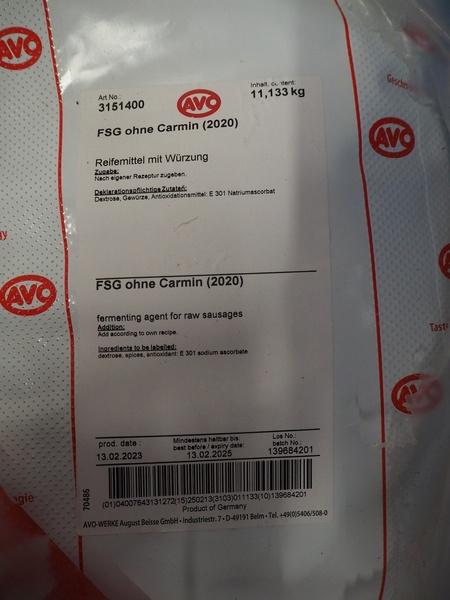 AVO
Art No.:
3151400
AVO
Inhalt, content:
11,133 kg
FSG ohne Carmin (2020)
Reifemittel mit Würzung
Zugabe:
Nach eigener Rezeptur zugeben.
Deklarationspflichtige Zutaten:
Dextrose, Gewürze, Antioxidationsmittel: E 301 Natriumascorbat
FSG ohne Carmin (2020)
fermenting agent for raw sausages
Addition:
Add according to own recipe.
Ingredients to be labelled:
dextrose, spices, antioxidant: E 301 sodium ascorbate
prod. date :
13.02.2023
Mindestens haltbar bis:
best before / expiry date:
13.02.2025
Los No.:
batch No.:
139684201
70486
(01)04007643131272(15)250213(3103)011133(10)139684201
Product of Germany
AVO-WERKE August Beisse GmbH • Industriestr. 7 • D-49191 Belm • Tel. +49(0)5406/508-0
AVO
AVO
AVO
Taste